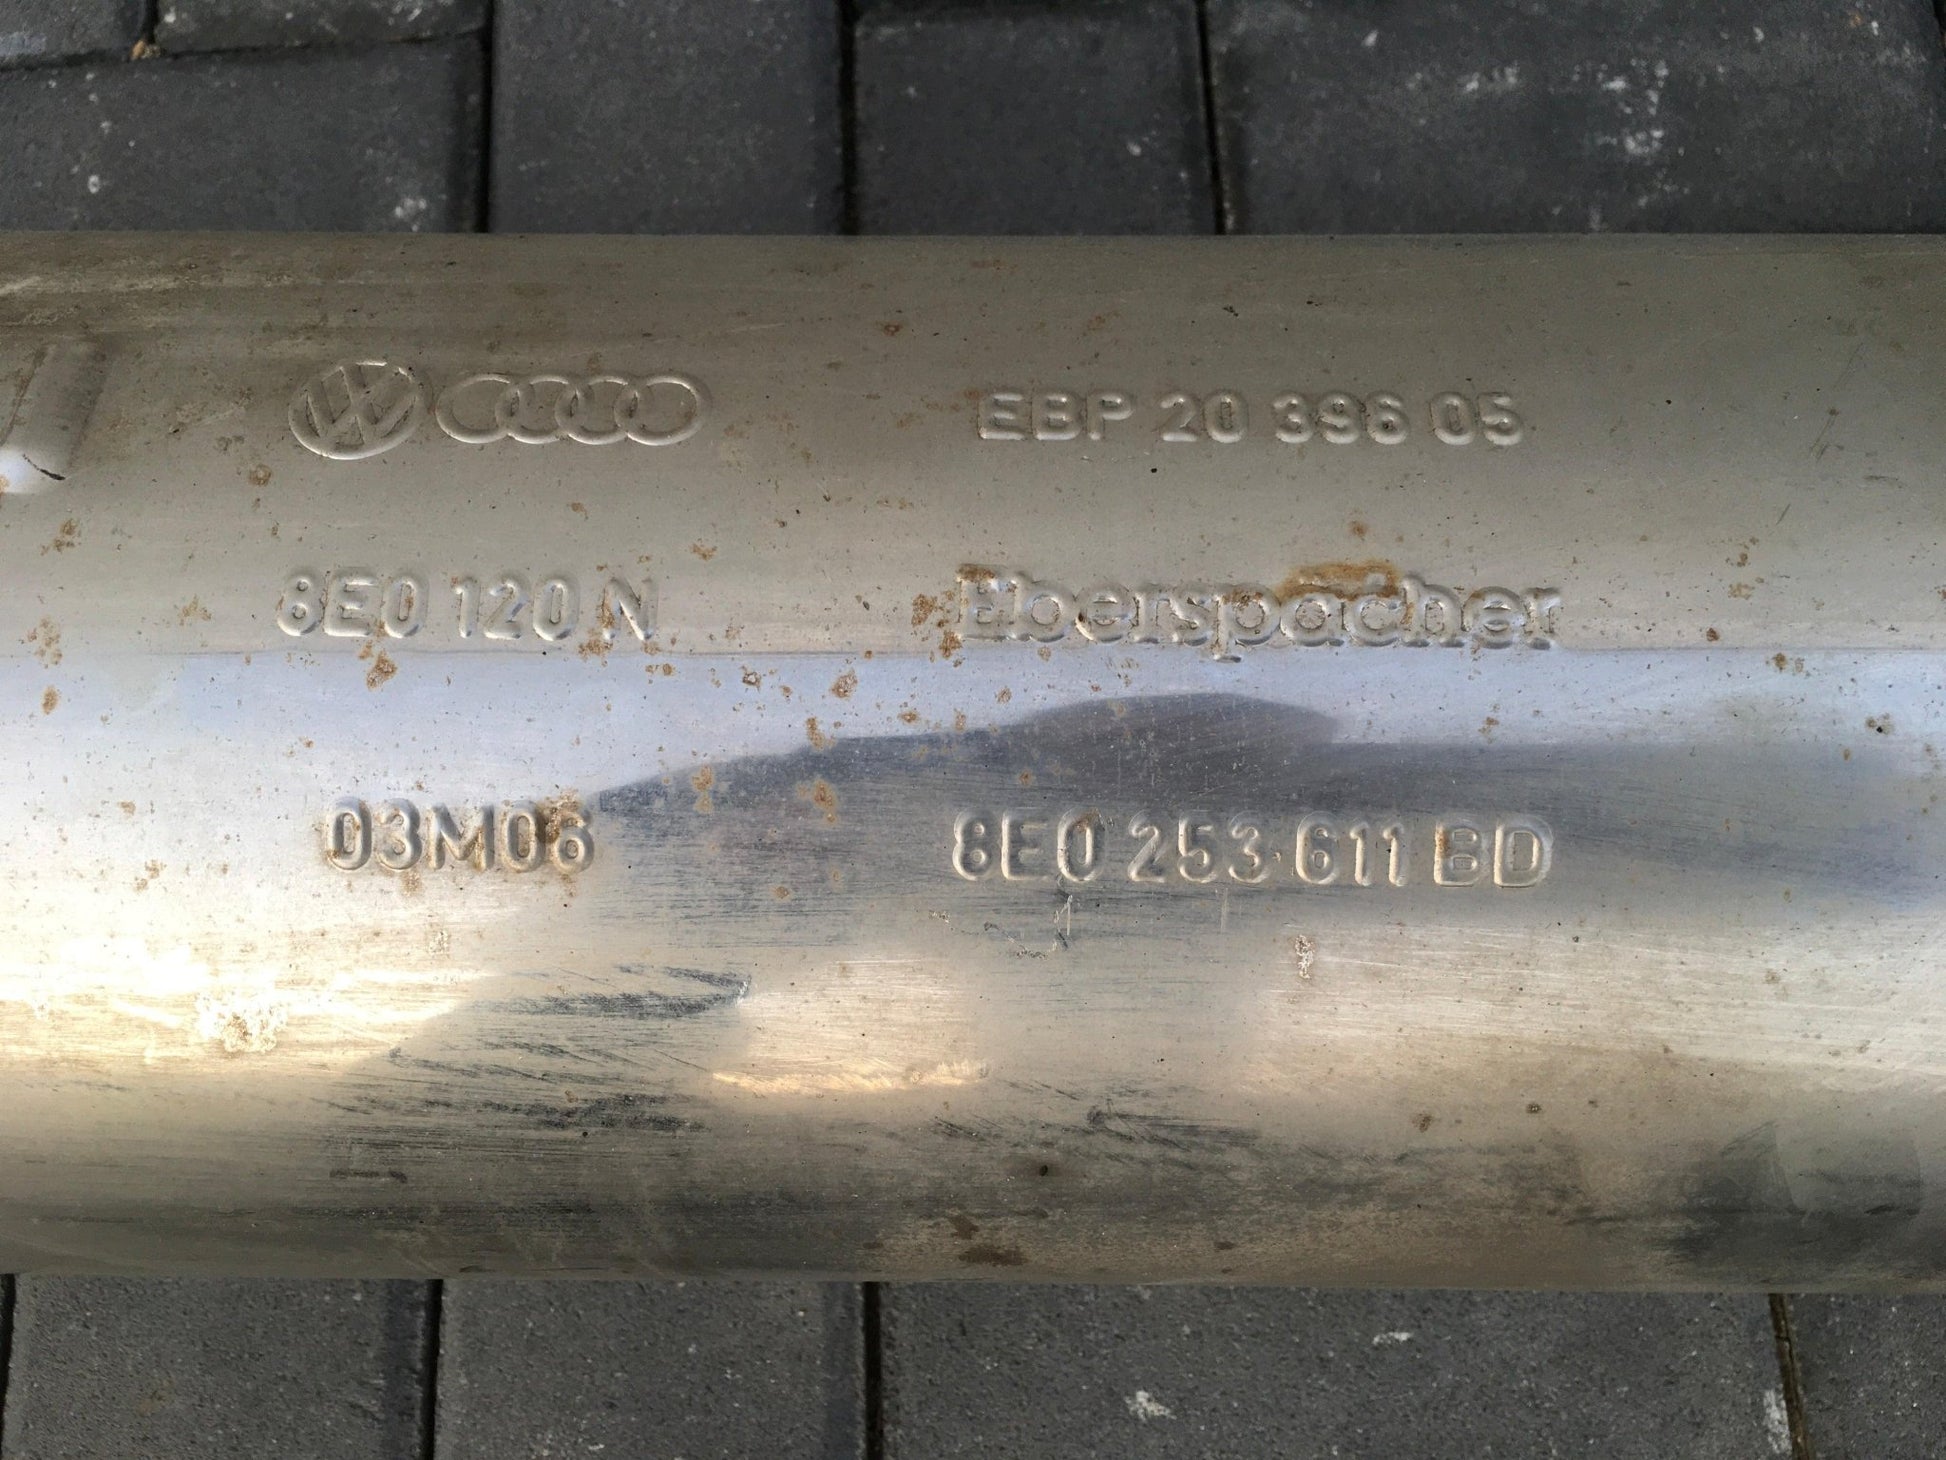 EBP 20 396 05
8E0 120 N
Eberspächer
03M06
8E0 253 611 BD